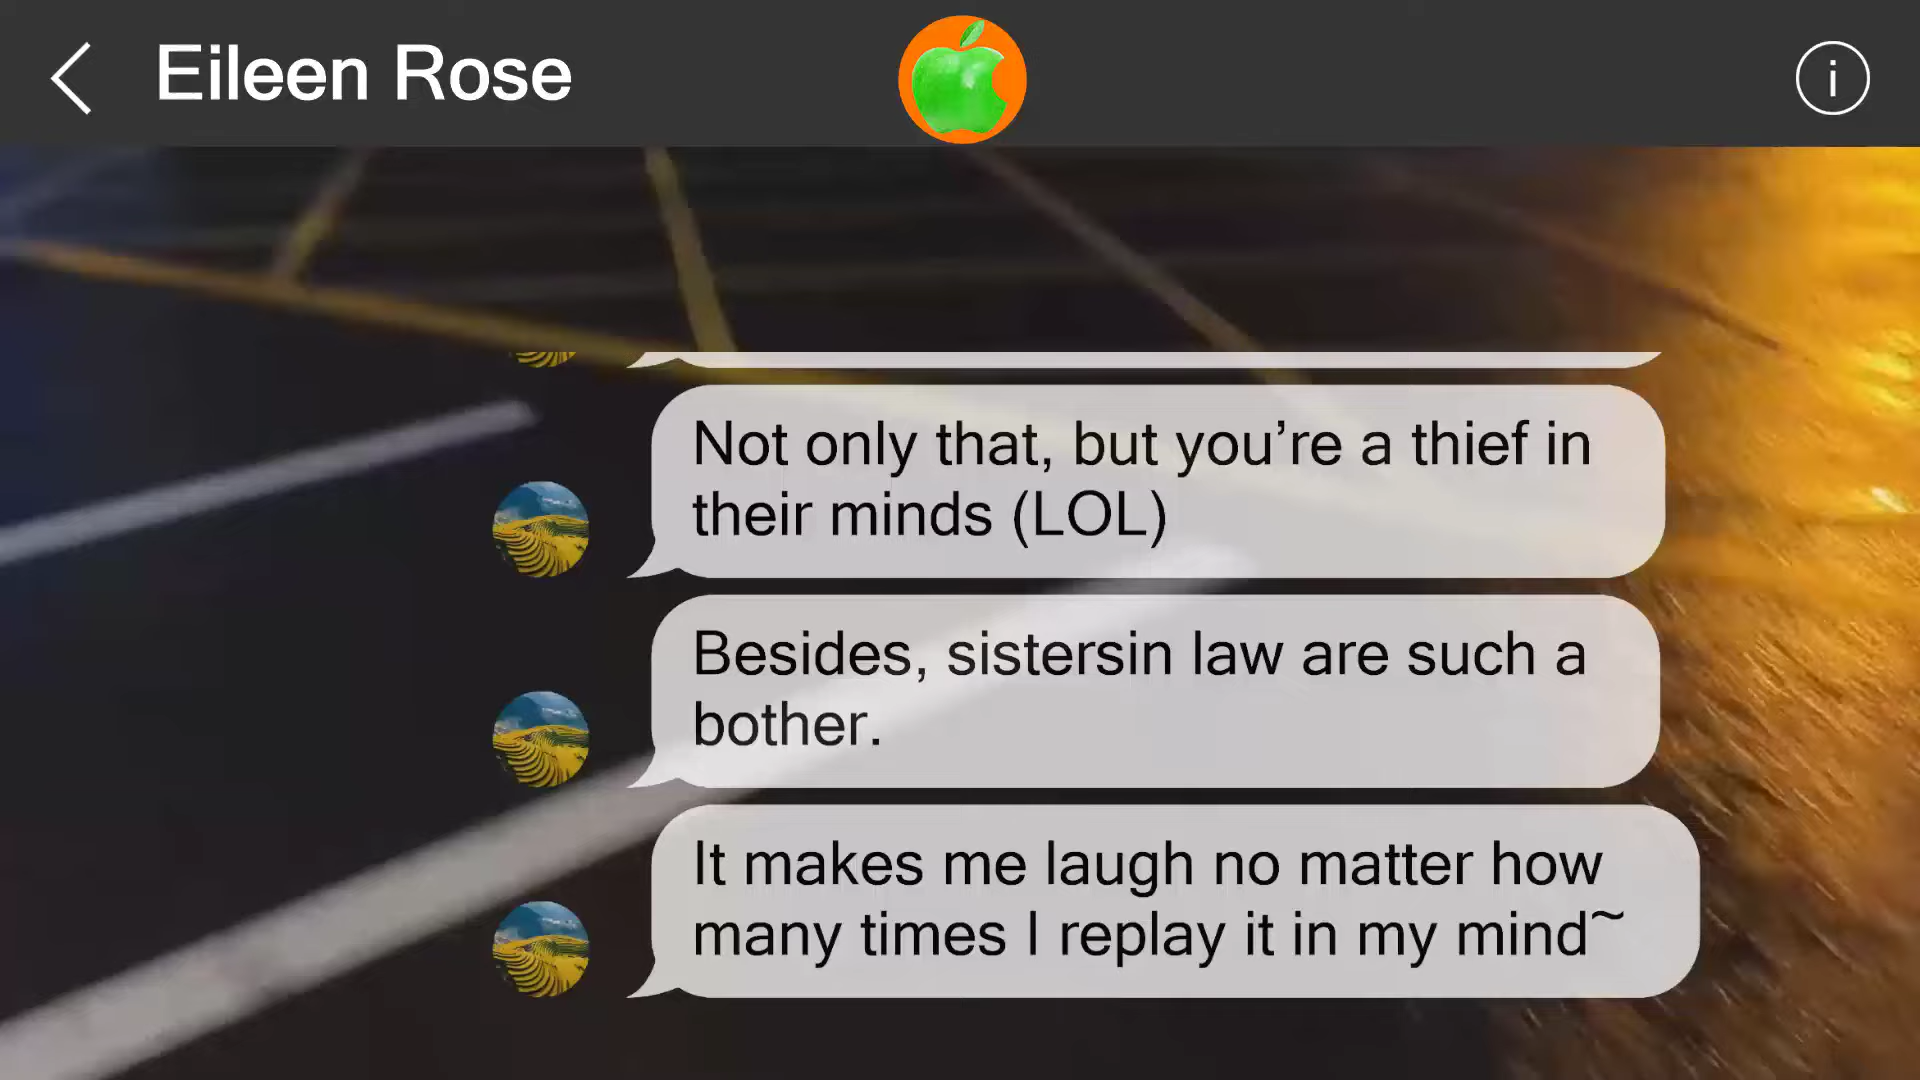 Eileen Rose
i
Not only that, but you’re a thief in
their minds (LOL)
Besides, sistersin law are such a
bother.
It makes me laugh no matter how
many times I replay it in my mind~